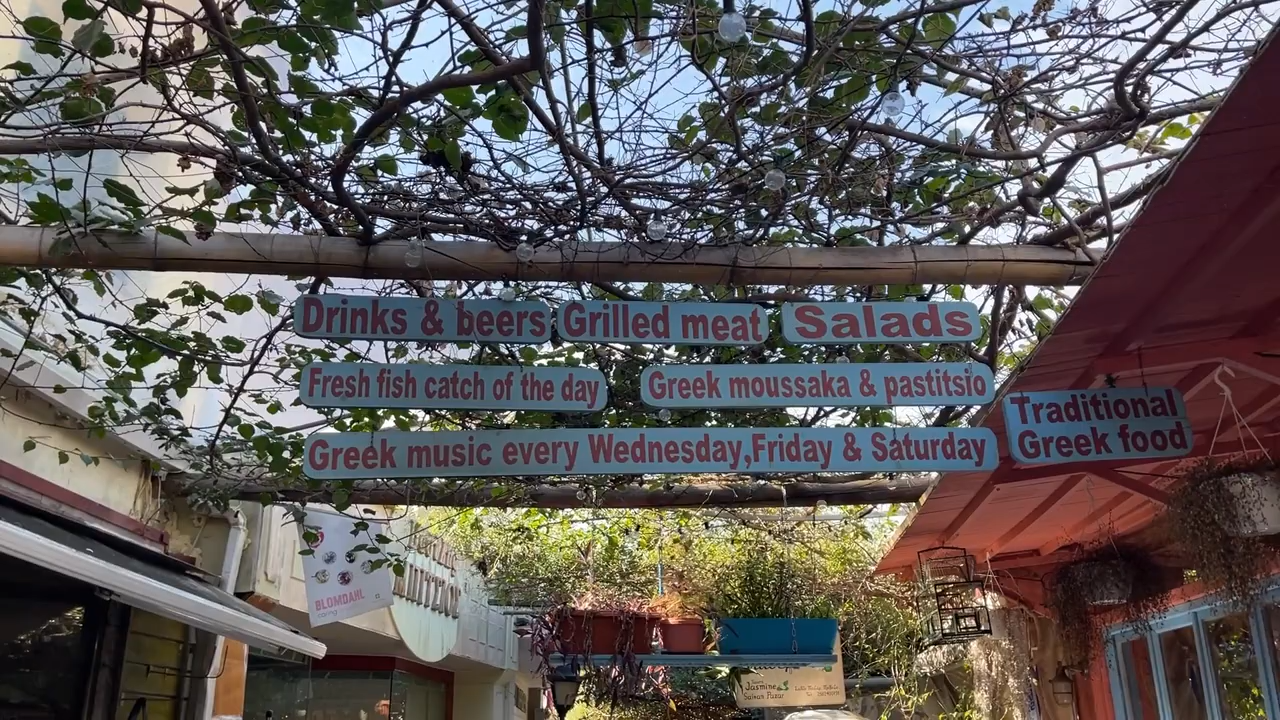 Drinks & beers
Grilled meat
Salads
Fresh fish catch of the day
Greek moussaka & pastitsio
Greek music every Wednesday,Friday & Saturday
Traditional
Greek food
BLOMDAHL
Jasmine